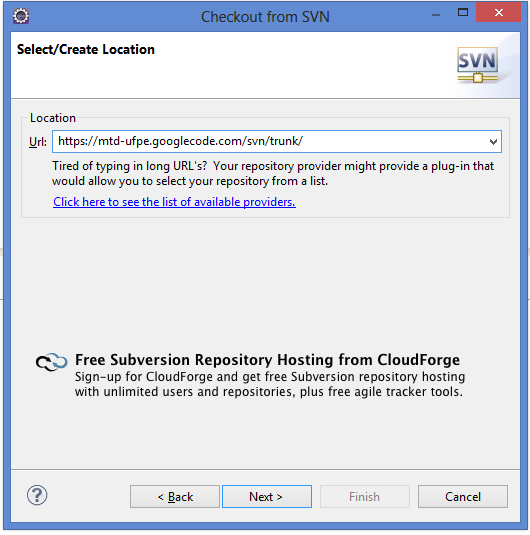 Checkout from SVN
Select/Create Location
SVN
Location
Url: https://mtd-ufpe.googlecode.com/svn/trunk/
Tired of typing in long URL's? Your repository provider might provide a plug-in that
would allow you to select your repository from a list.
Click here to see the list of available providers.
Free Subversion Repository Hosting from CloudForge
Sign-up for CloudForge and get free Subversion repository hosting
with unlimited users and repositories, plus free agile tracker tools.
? < Back Next > Finish Cancel